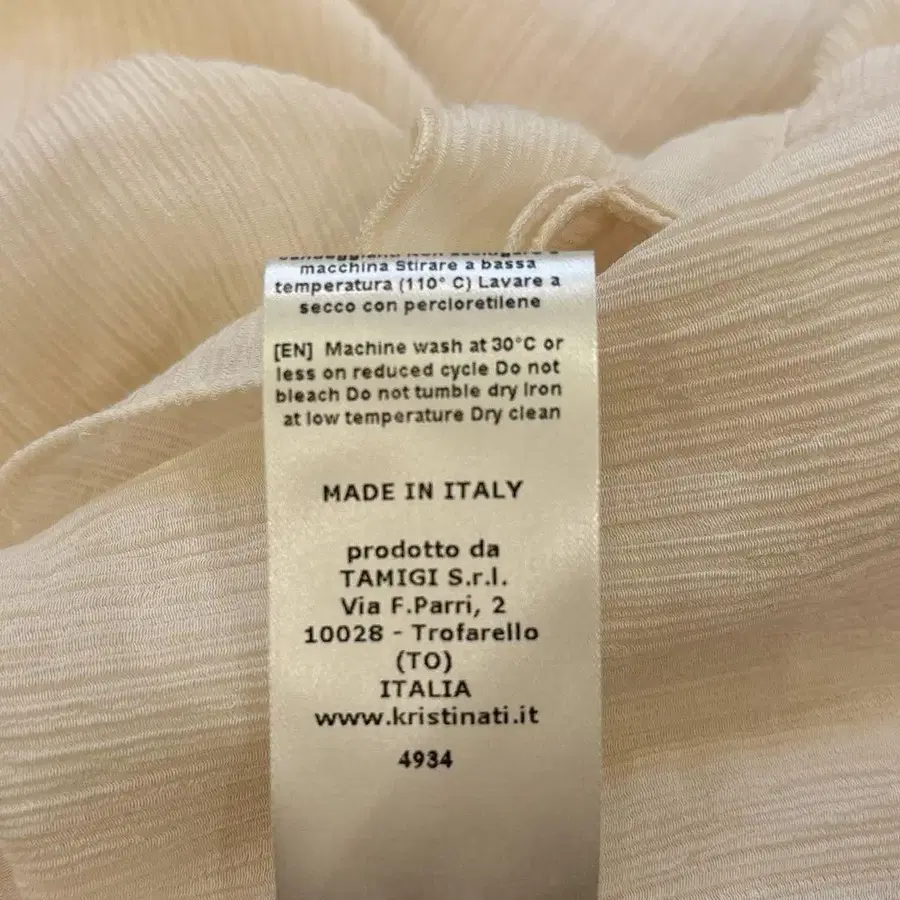 macchina Stirare a bassa
temperatura (110° C) Lavare a
secco con percloretilene
[EN] Machine wash at 30°C or
less on reduced cycle Do not
bleach Do not tumble dry Iron
at low temperature Dry clean
MADE IN ITALY
prodotto da
TAMIGI S.r.l.
Via F.Parri, 2
10028 - Trofarello
(TO)
ITALIA
www.kristinati.it
4934